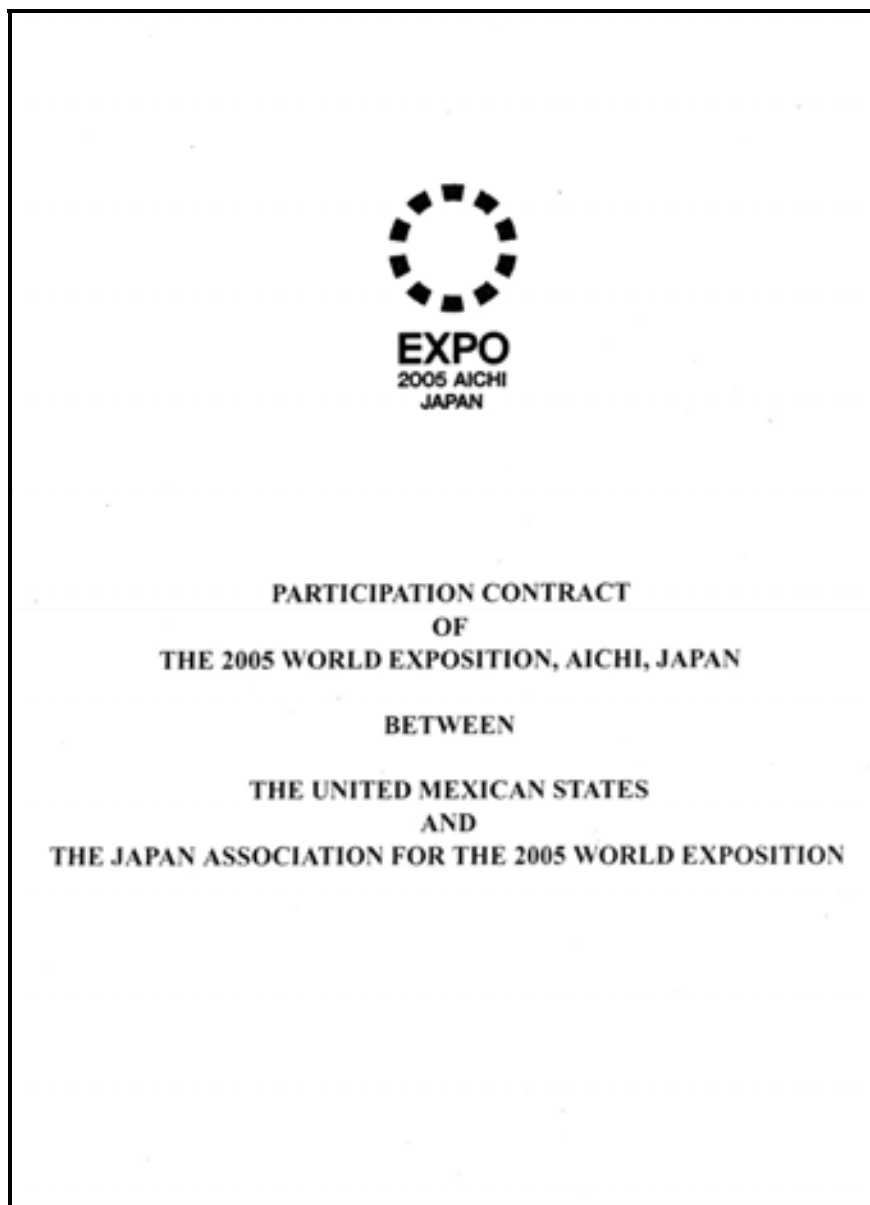 EXPO
2005 AICHI
JAPAN
PARTICIPATION CONTRACT
OF
THE 2005 WORLD EXPOSITION, AICHI, JAPAN
BETWEEN
THE UNITED MEXICAN STATES
AND
THE JAPAN ASSOCIATION FOR THE 2005 WORLD EXPOSITION